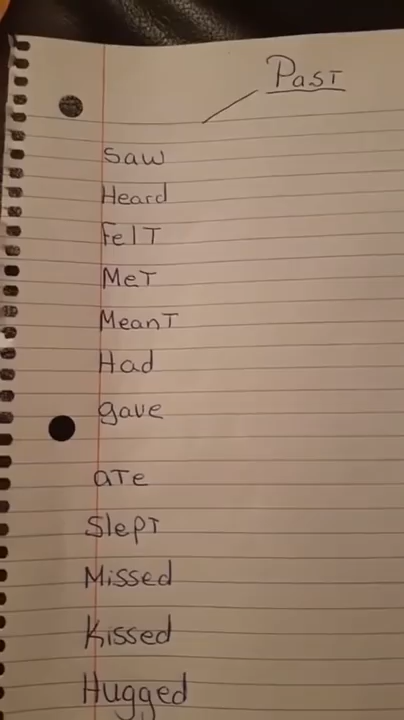 Past
Saw
Heard
Felt
Met
Meant
Had
gave
ate
Slept
Missed
Kissed
Hugged